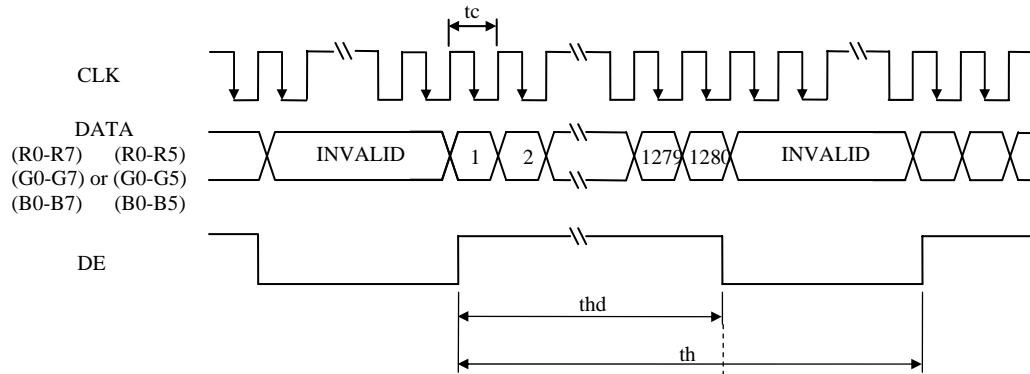 tc
CLK
DATA
(R0-R7) (R0-R5)
(G0-G7) or (G0-G5)
(B0-B7) (B0-B5)
INVALID 1 2 1279 1280 INVALID
DE
thd
th